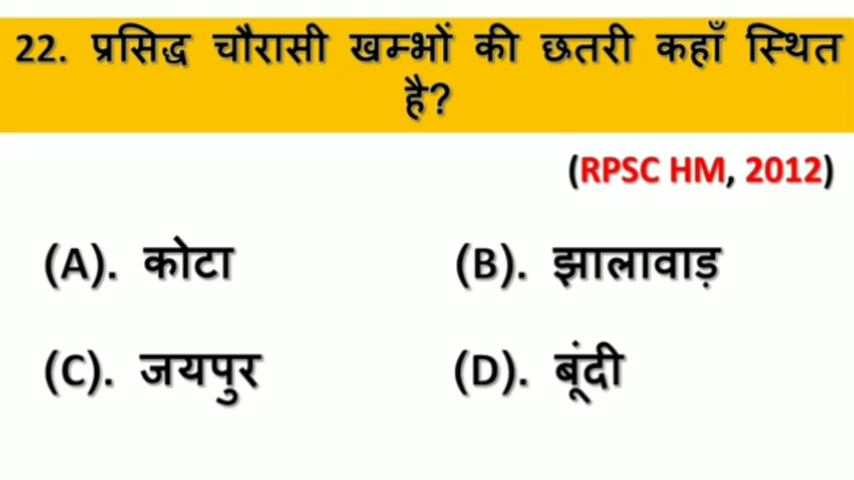 22. प्रसिद्ध चौरासी खम्भों की छतरी कहाँ स्थित
है?
(RPSC HM, 2012)
(A). कोटा (B). झालावाड़
(C). जयपुर (D). बूंदी